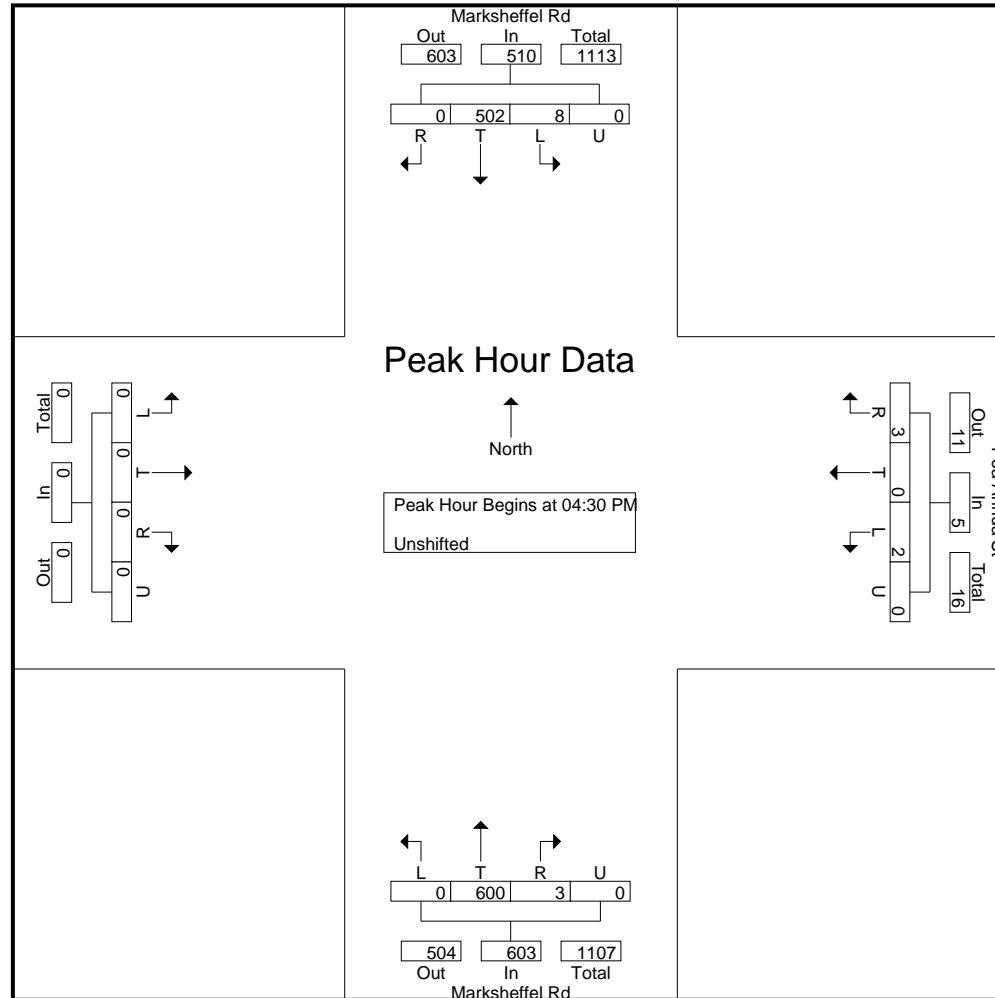 Marksheffel Rd
Out In Total
603 510 1113
0 502 8 0
R T L U
Peak Hour Data
North
Peak Hour Begins at 04:30 PM
Unshifted
Total In Out
0 0 0
0 0 0 0
L T R U
R T L U
3 0 2 0
Out In Total
11 5 16
L T R U
0 600 3 0
504 603 1107
Out In Total
Marksheffel Rd